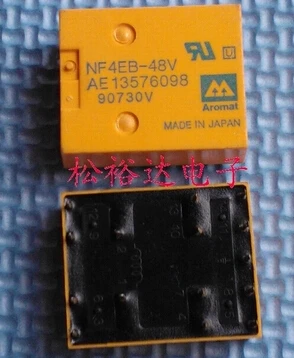 NF4EB-48V
AE13576098
90730V
Aromat
MADE IN JAPAN
松裕达电子